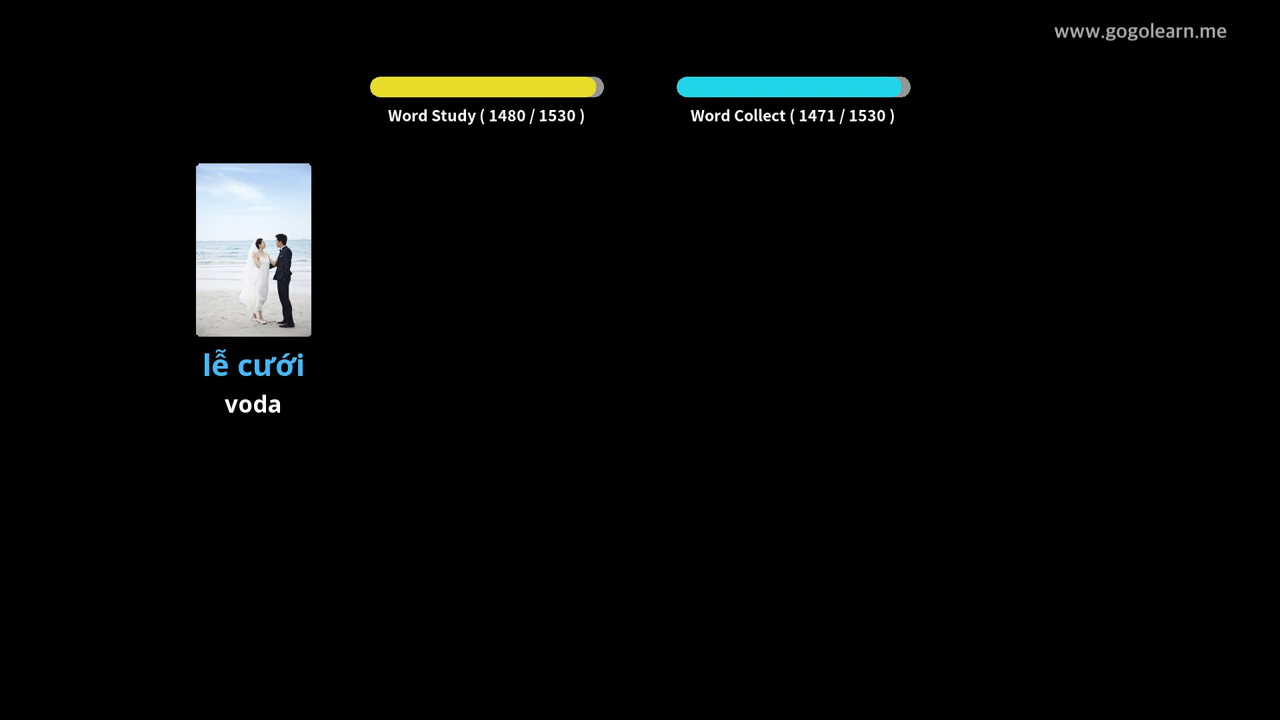 www.gogolearn.me
Word Study ( 1480 / 1530 )
Word Collect ( 1471 / 1530 )
lễ cưới
voda